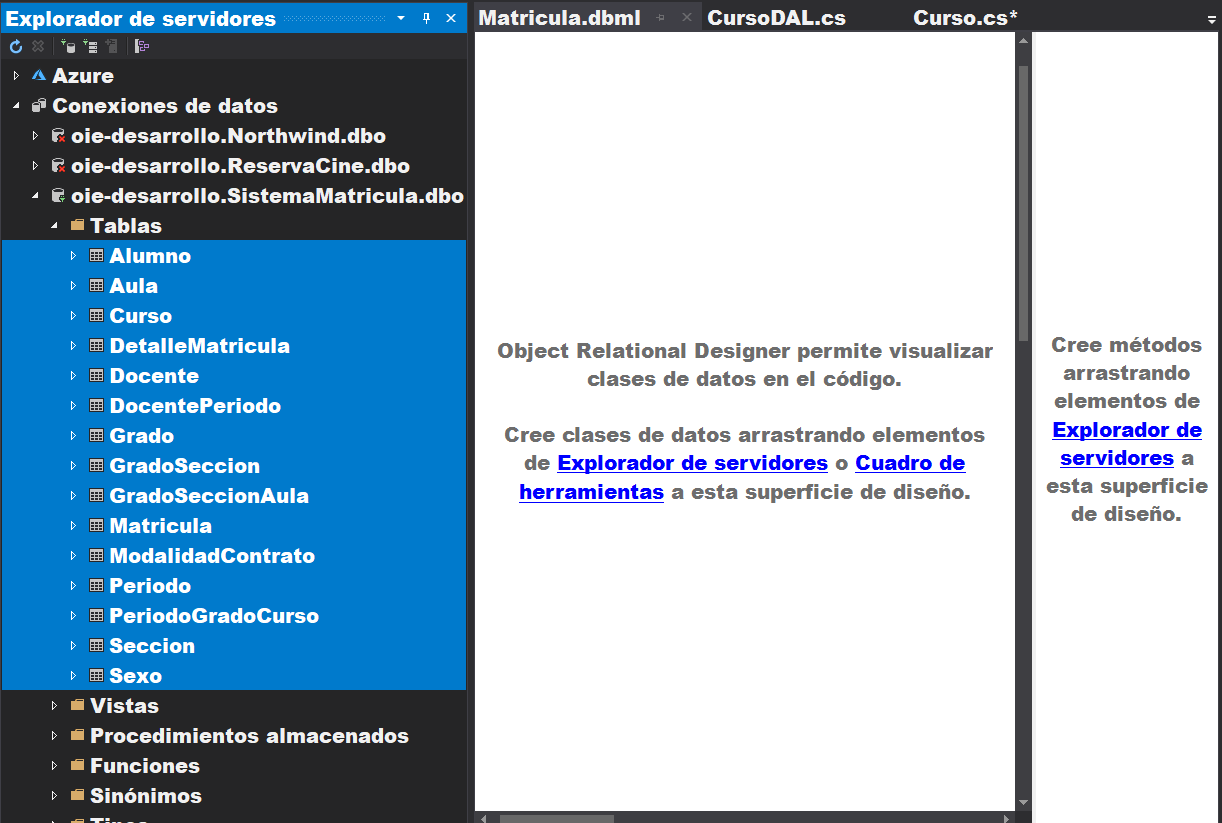 Explorador de servidores
Matricula.dbml
CursoDAL.cs
Curso.cs*
Azure
Conexiones de datos
oie-desarrollo.Northwind.dbo
oie-desarrollo.ReservaCine.dbo
oie-desarrollo.SistemaMatricula.dbo
Tablas
Alumno
Aula
Curso
DetalleMatricula
Docente
DocentePeriodo
Grado
GradoSeccion
GradoSeccionAula
Matricula
ModalidadContrato
Periodo
PeriodoGradoCurso
Seccion
Sexo
Vistas
Procedimientos almacenados
Funciones
Sinónimos
Object Relational Designer permite visualizar
clases de datos en el código.
Cree clases de datos arrastrando elementos
de Explorador de servidores o Cuadro de
herramientas a esta superficie de diseño.
Cree métodos
arrastrando
elementos de
Explorador de
servidores a
esta superficie
de diseño.